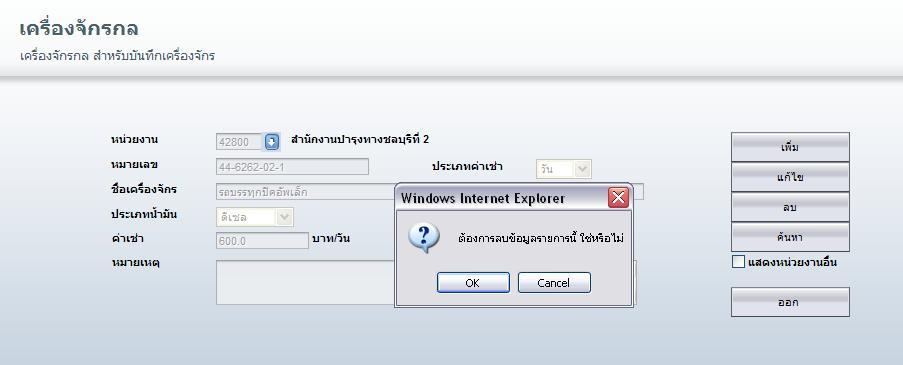 เครื่องจักรกล
เครื่องจักรกล สำหรับบันทึกเครื่องจักร
หน่วยงาน 42800 สำนักงานบำรุงทางชลบุรีที่ 2
หมายเลข 44-6262-02-1 ประเภทค่าเช่า วัน
ชื่อเครื่องจักร รถบรรทุกปิคอัพเล็ก
ประเภทน้ำมัน ดีเซล
ค่าเช่า 600.0 บาท/วัน
หมายเหตุ
Windows Internet Explorer
ต้องการลบข้อมูลรายการนี้ ใช่หรือไม่
OK Cancel
เพิ่ม
แก้ไข
ลบ
ค้นหา
แสดงหน่วยงานอื่น
ออก